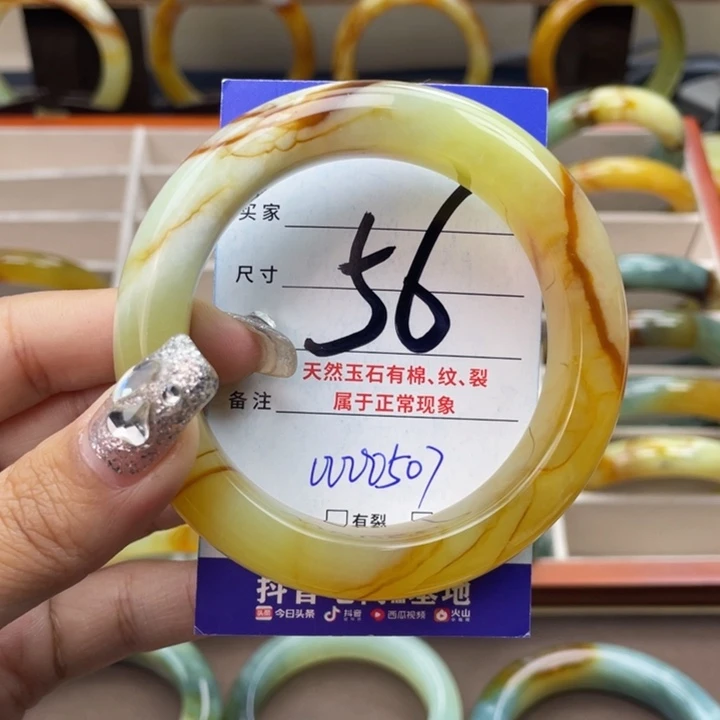 买家
尺寸
56
天然玉石有棉、纹、裂
属于正常现象
备注
0000507
有裂
今日头条 抖音 西瓜视频 火山